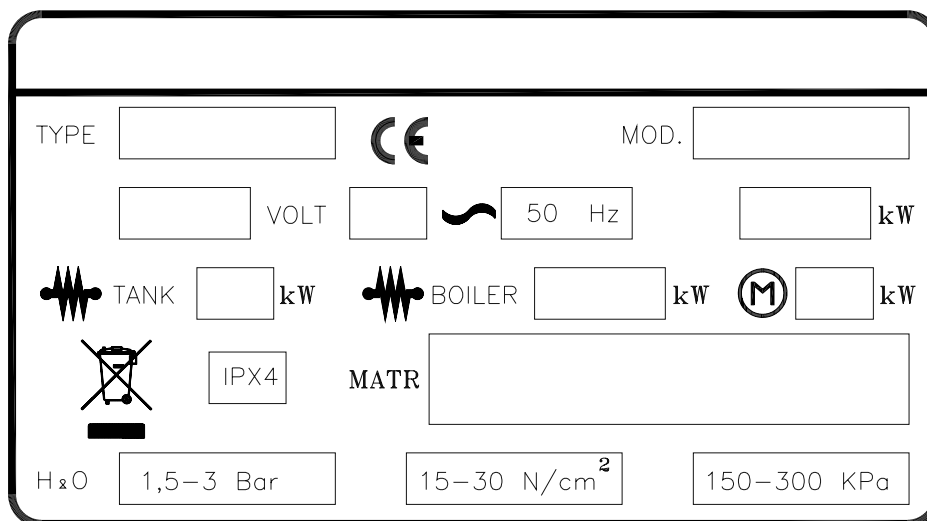 TYPE CE MOD.
VOLT 50 Hz kW
TANK kW BOILER kW M kW
IPX4 MATR
H2O 1,5-3 Bar 15-30 N/cm² 150-300 KPa